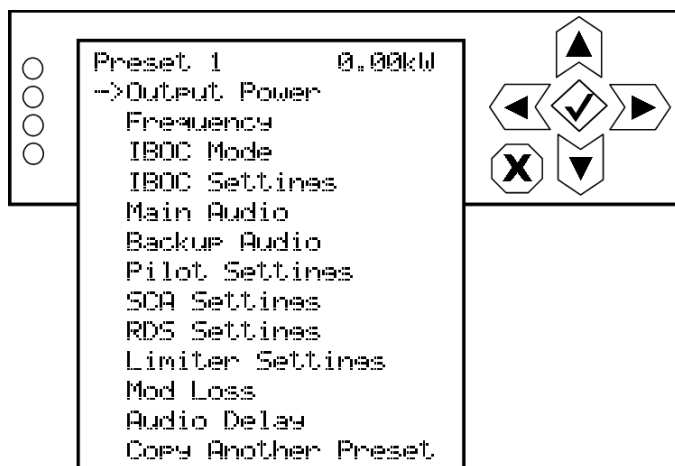 Preset 1 0.00kW
->Output Power
Frequency
IBOC Mode
IBOC Settings
Main Audio
Backup Audio
Pilot Settings
SCA Settings
RDS Settings
Limiter Settings
Mod Loss
Audio Delay
Copy Another Preset
X